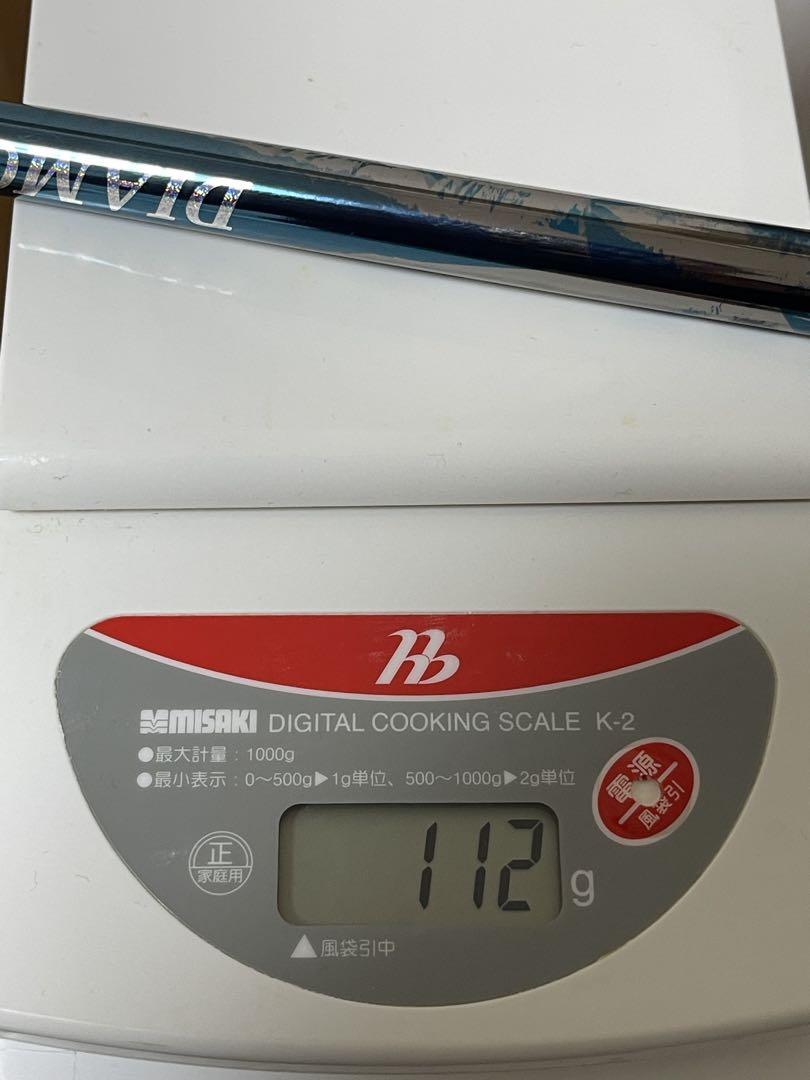 DIAMO
MISAKI DIGITAL COOKING SCALE K-2
●最大計量：1000g
●最小表示：0〜500g▶1g単位、500〜1000g▶2g単位
電源
風袋引
正
家庭用
112 g
▲風袋引中